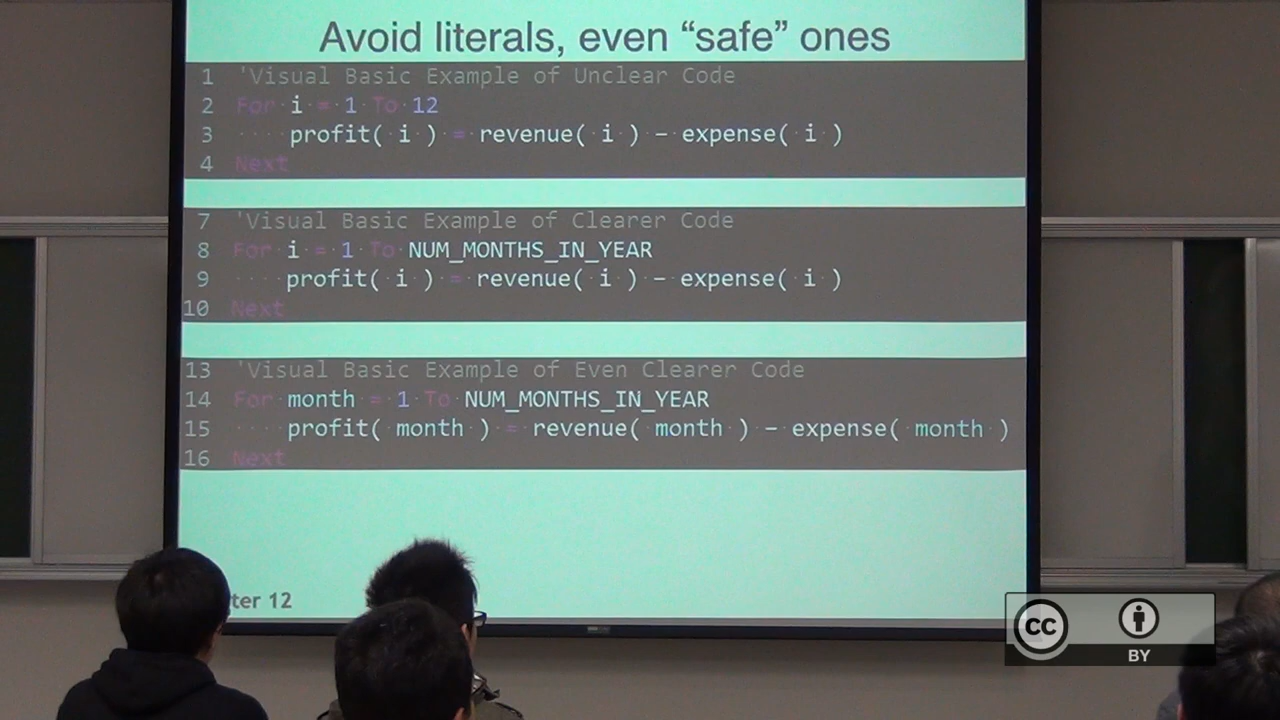 Avoid literals, even “safe” ones
1 'Visual Basic Example of Unclear Code
2 For i = 1 To 12
3 profit( i ) = revenue( i ) – expense( i )
4 Next
7 'Visual Basic Example of Clearer Code
8 For i = 1 To NUM_MONTHS_IN_YEAR
9 profit( i ) = revenue( i ) – expense( i )
10 Next
13 'Visual Basic Example of Even Clearer Code
14 For month = 1 To NUM_MONTHS_IN_YEAR
15 profit( month ) = revenue( month ) – expense( month )
16 Next
12
cc
BY